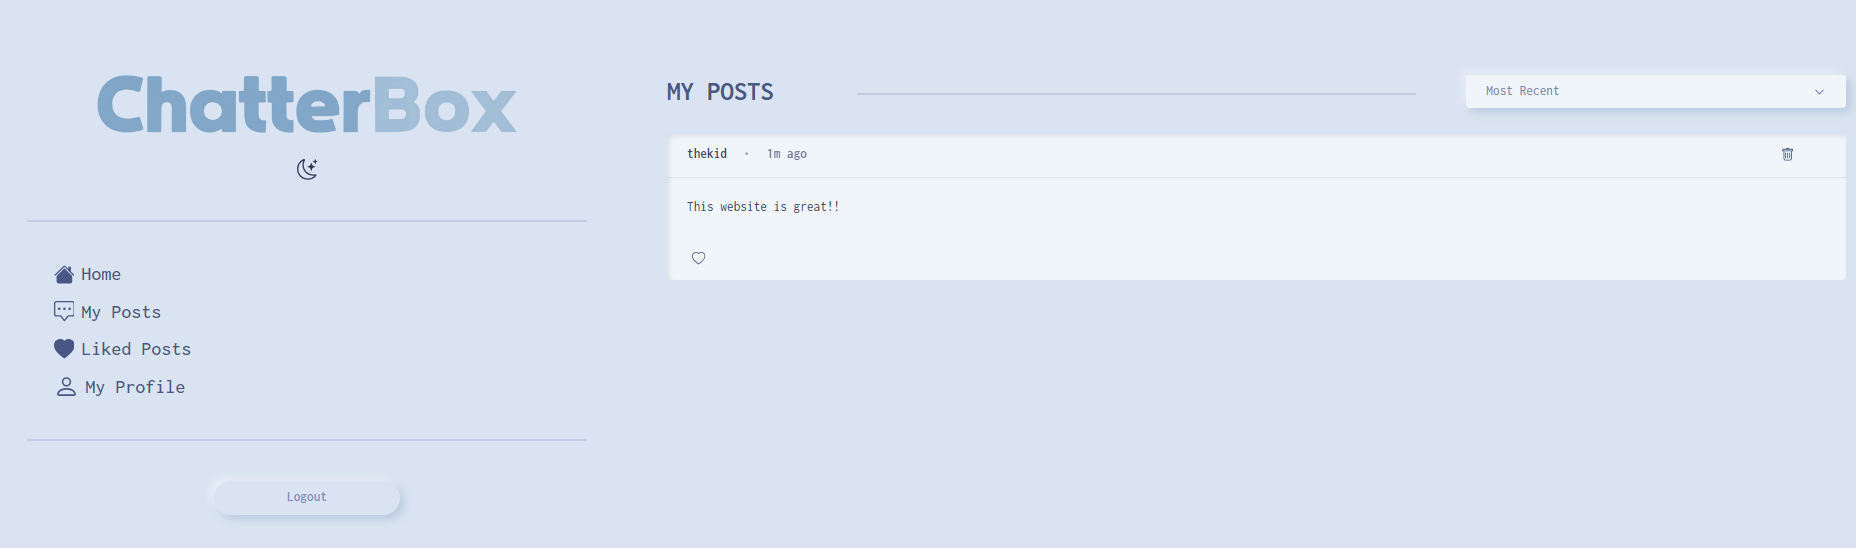 ChatterBox
Home
My Posts
Liked Posts
My Profile
Logout
MY POSTS
Most Recent
thekid • 1m ago
This website is great!!